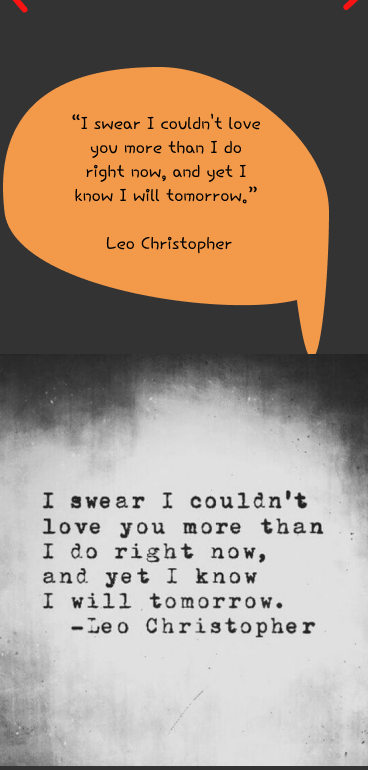 “I swear I couldn't love
you more than I do
right now, and yet I
know I will tomorrow.”
Leo Christopher
I swear I couldn't
love you more than
I do right now,
and yet I know
I will tomorrow.
-Leo Christopher